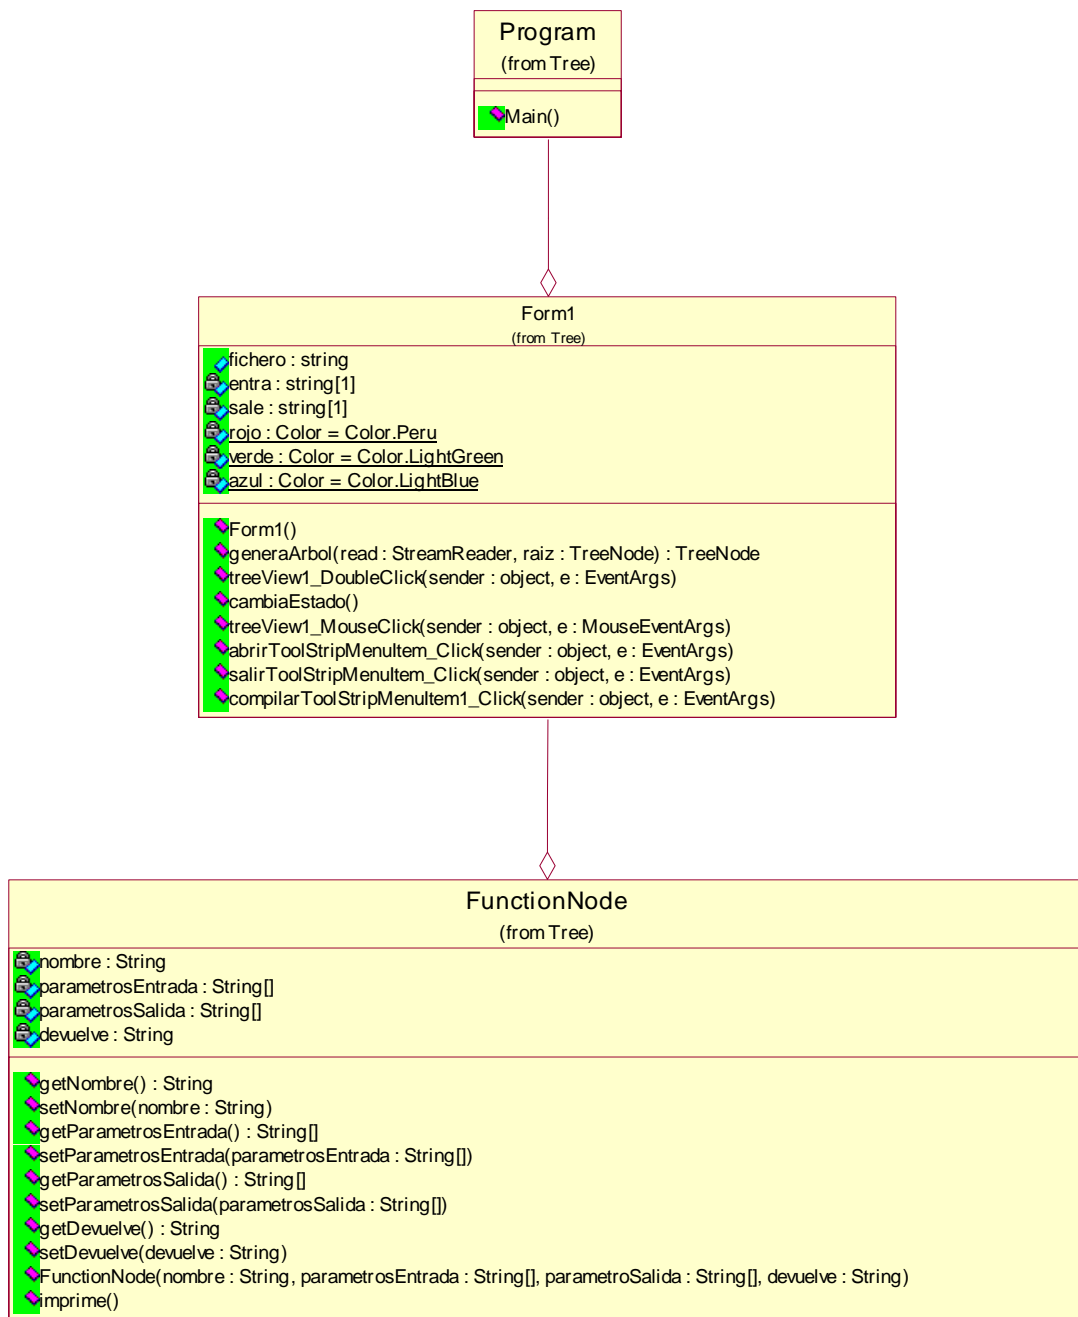 Program
(from Tree)
Main()
Form1
(from Tree)
fichero : string
entra : string[1]
sale : string[1]
rojo : Color = Color.Peru
verde : Color = Color.LightGreen
azul : Color = Color.LightBlue
Form1()
generaArbol(read : StreamReader, raiz : TreeNode) : TreeNode
treeView1_DoubleClick(sender : object, e : EventArgs)
cambiaEstado()
treeView1_MouseClick(sender : object, e : MouseEventArgs)
abrirToolStripMenuItem_Click(sender : object, e : EventArgs)
salirToolStripMenuItem_Click(sender : object, e : EventArgs)
compilarToolStripMenuItem1_Click(sender : object, e : EventArgs)
FunctionNode
(from Tree)
nombre : String
parametrosEntrada : String[]
parametrosSalida : String[]
devuelve : String
getNombre() : String
setNombre(nombre : String)
getParametrosEntrada() : String[]
setParametrosEntrada(parametrosEntrada : String[])
getParametrosSalida() : String[]
setParametrosSalida(parametrosSalida : String[])
getDevuelve() : String
setDevuelve(devuelve : String)
FunctionNode(nombre : String, parametrosEntrada : String[], parametroSalida : String[], devuelve : String)
imprime()